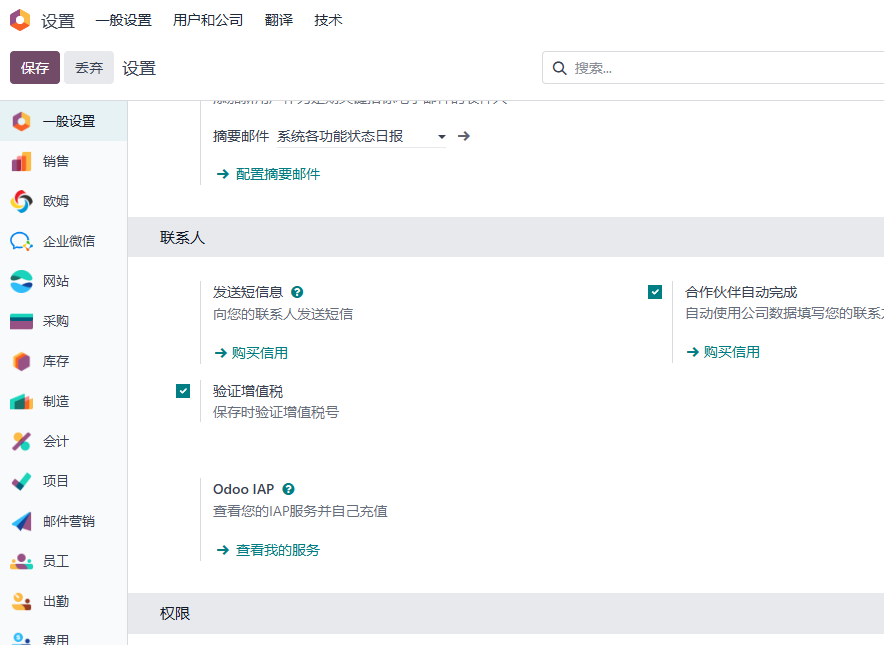 设置 一般设置 用户和公司 翻译 技术
保存 丢弃 设置 搜索...
一般设置
销售
欧姆
企业微信
网站
采购
库存
制造
会计
项目
邮件营销
员工
出勤
费用
摘要邮件 系统各功能状态日报
配置摘要邮件
联系人
发送短信息
向您的联系人发送短信
购买信用
合作伙伴自动完成
自动使用公司数据填写您的联系
购买信用
验证增值税
保存时验证增值税号
Odoo IAP
查看您的IAP服务并自己充值
查看我的服务
权限